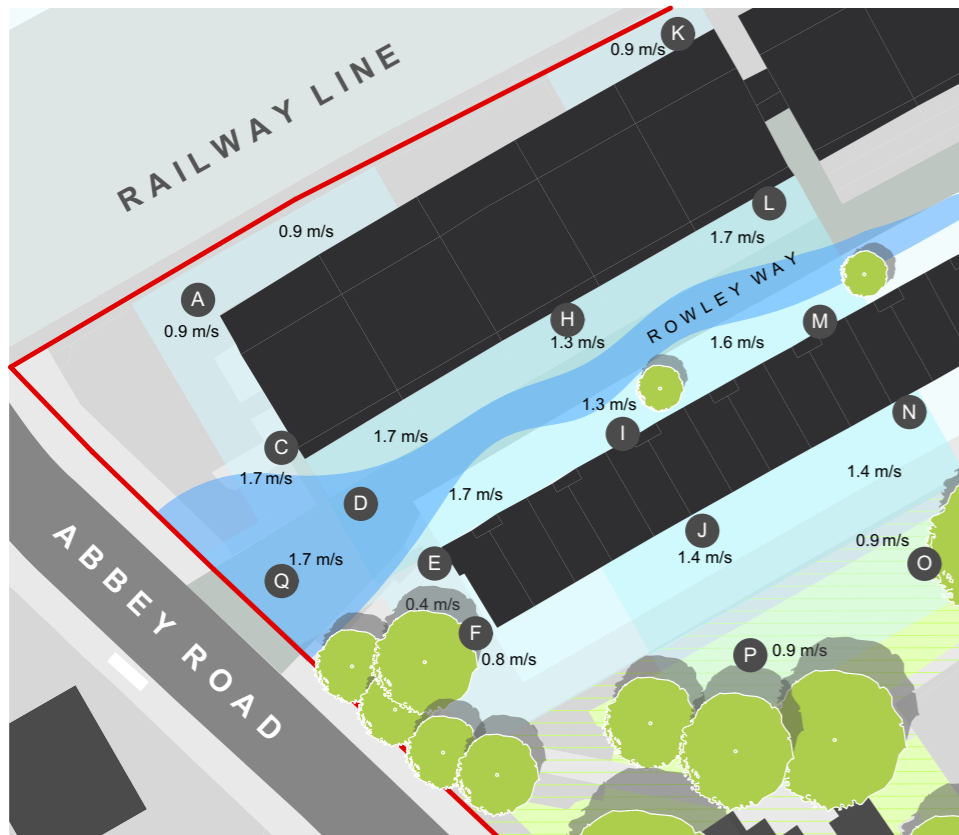 K
0.9 m/s
RAILWAY LINE
L
0.9 m/s
1.7 m/s
A
0.9 m/s
ROWLEY WAY
H
1.3 m/s
M
1.6 m/s
1.3 m/s
N
1.7 m/s
I
C
1.7 m/s
1.4 m/s
1.7 m/s
D
J
0.9 m/s
1.4 m/s
O
E
1.7 m/s
Q
ABBEY ROAD
0.4 m/s
F
0.8 m/s
P
0.9 m/s